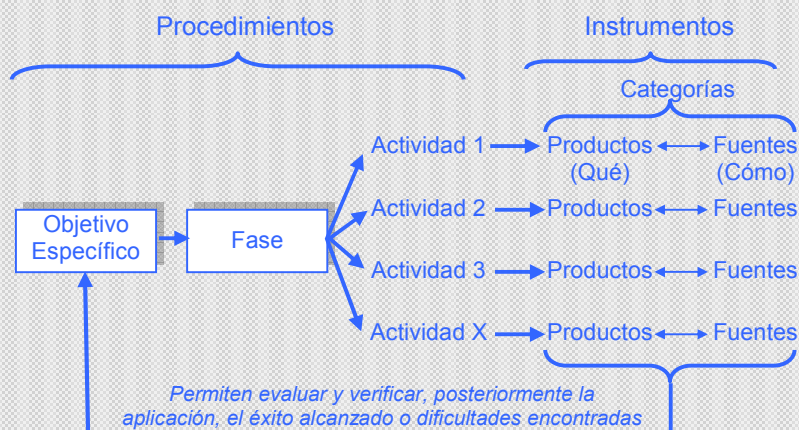 Procedimientos
Instrumentos
Categorías
Actividad 1
Productos
Fuentes
(Qué)
(Cómo)
Actividad 2
Productos
Fuentes
Objetivo
Específico
Fase
Actividad 3
Productos
Fuentes
Actividad X
Productos
Fuentes
Permiten evaluar y verificar, posteriormente la
aplicación, el éxito alcanzado o dificultades encontradas